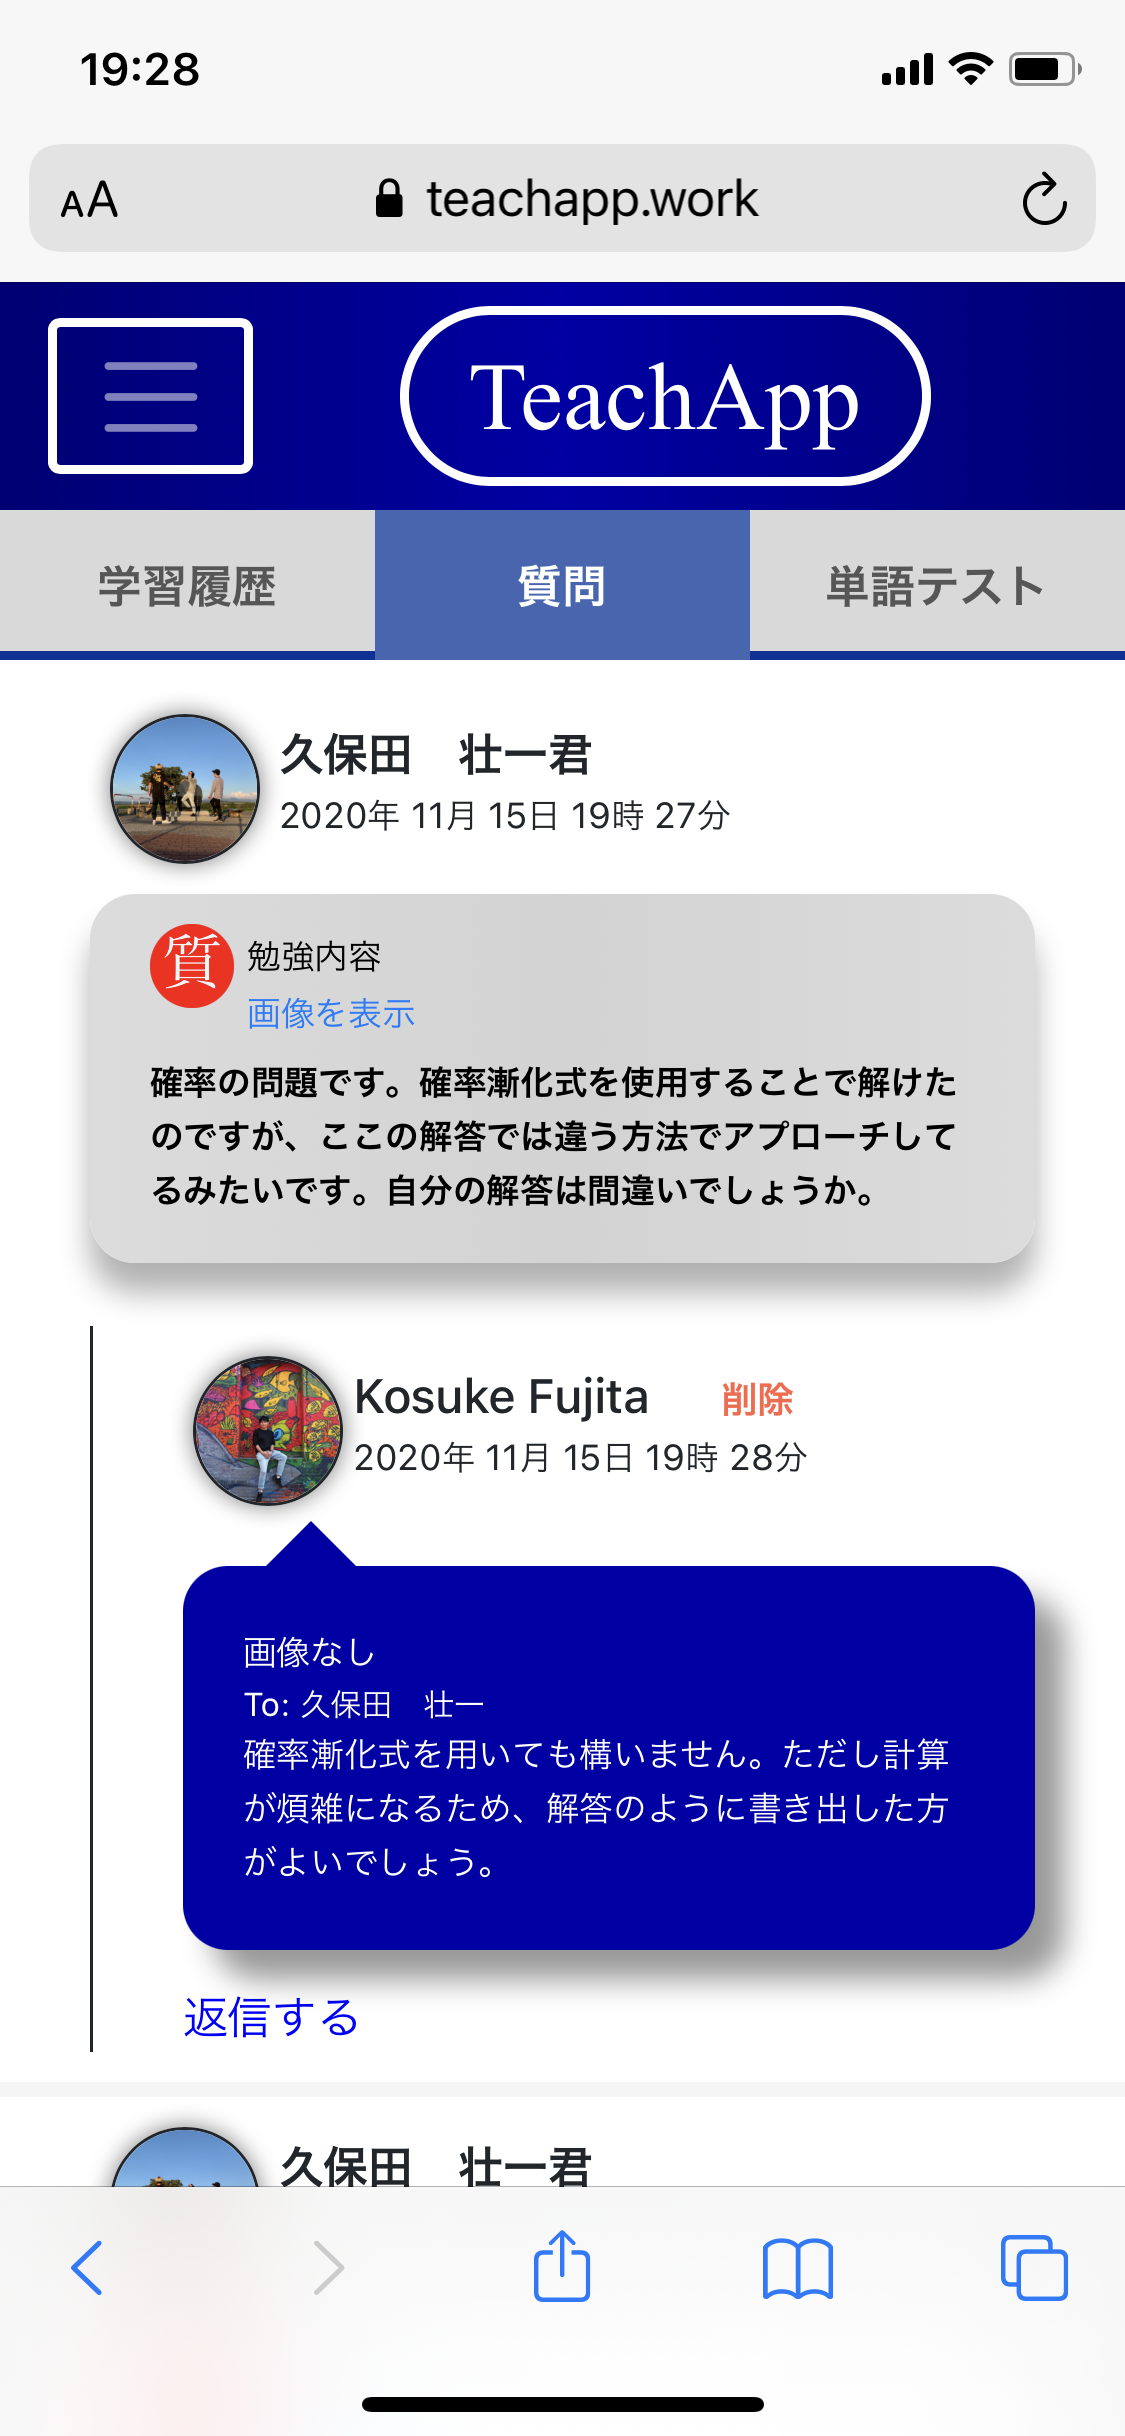 19:28
AA
teachapp.work
TeachApp
学習履歴
質問
単語テスト
久保田　壮一君
2020年 11月 15日 19時 27分
質
勉強内容
画像を表示
確率の問題です。確率漸化式を使用することで解けた
のですが、ここの解答では違う方法でアプローチして
るみたいです。自分の解答は間違いでしょうか。
Kosuke Fujita
削除
2020年 11月 15日 19時 28分
画像なし
To: 久保田　壮一
確率漸化式を用いても構いません。ただし計算
が煩雑になるため、解答のように書き出した方
がよいでしょう。
返信する
久保田　壮一君